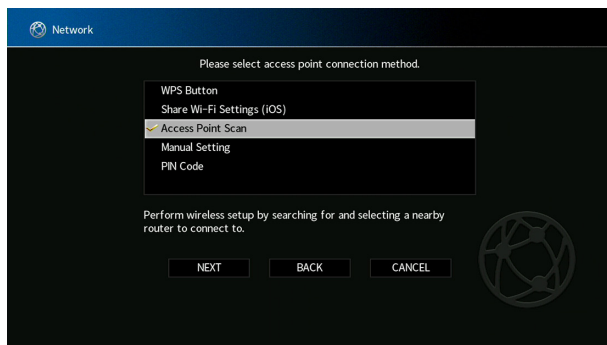 Network
Please select access point connection method.
WPS Button
Share Wi-Fi Settings (iOS)
Access Point Scan
Manual Setting
PIN Code
Perform wireless setup by searching for and selecting a nearby
router to connect to.
NEXT BACK CANCEL